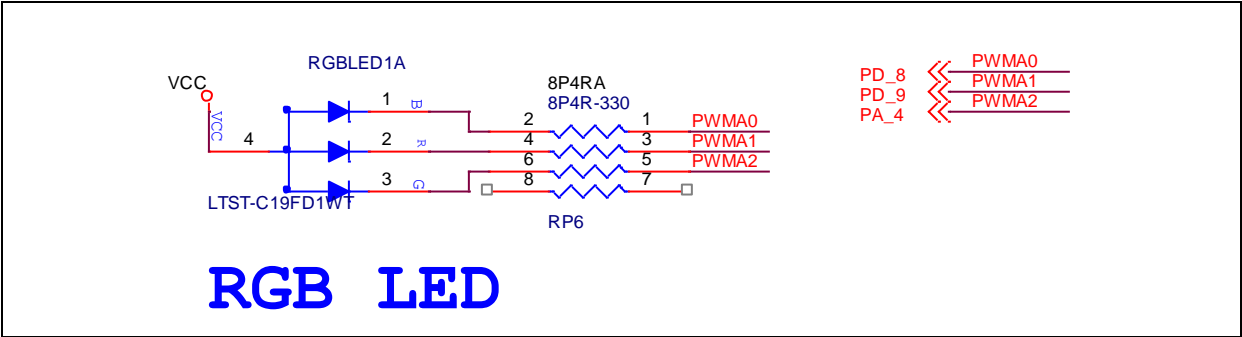 RGBLED1A
VCC
VCC
4
1 B
2 R
3 G
LTST-C19FD1WT
8P4RA
8P4R-330
2 1 PWMA0
4 3 PWMA1
6 5 PWMA2
8 7
RP6
PD_8 PWMA0
PD_9 PWMA1
PA_4 PWMA2
RGB LED